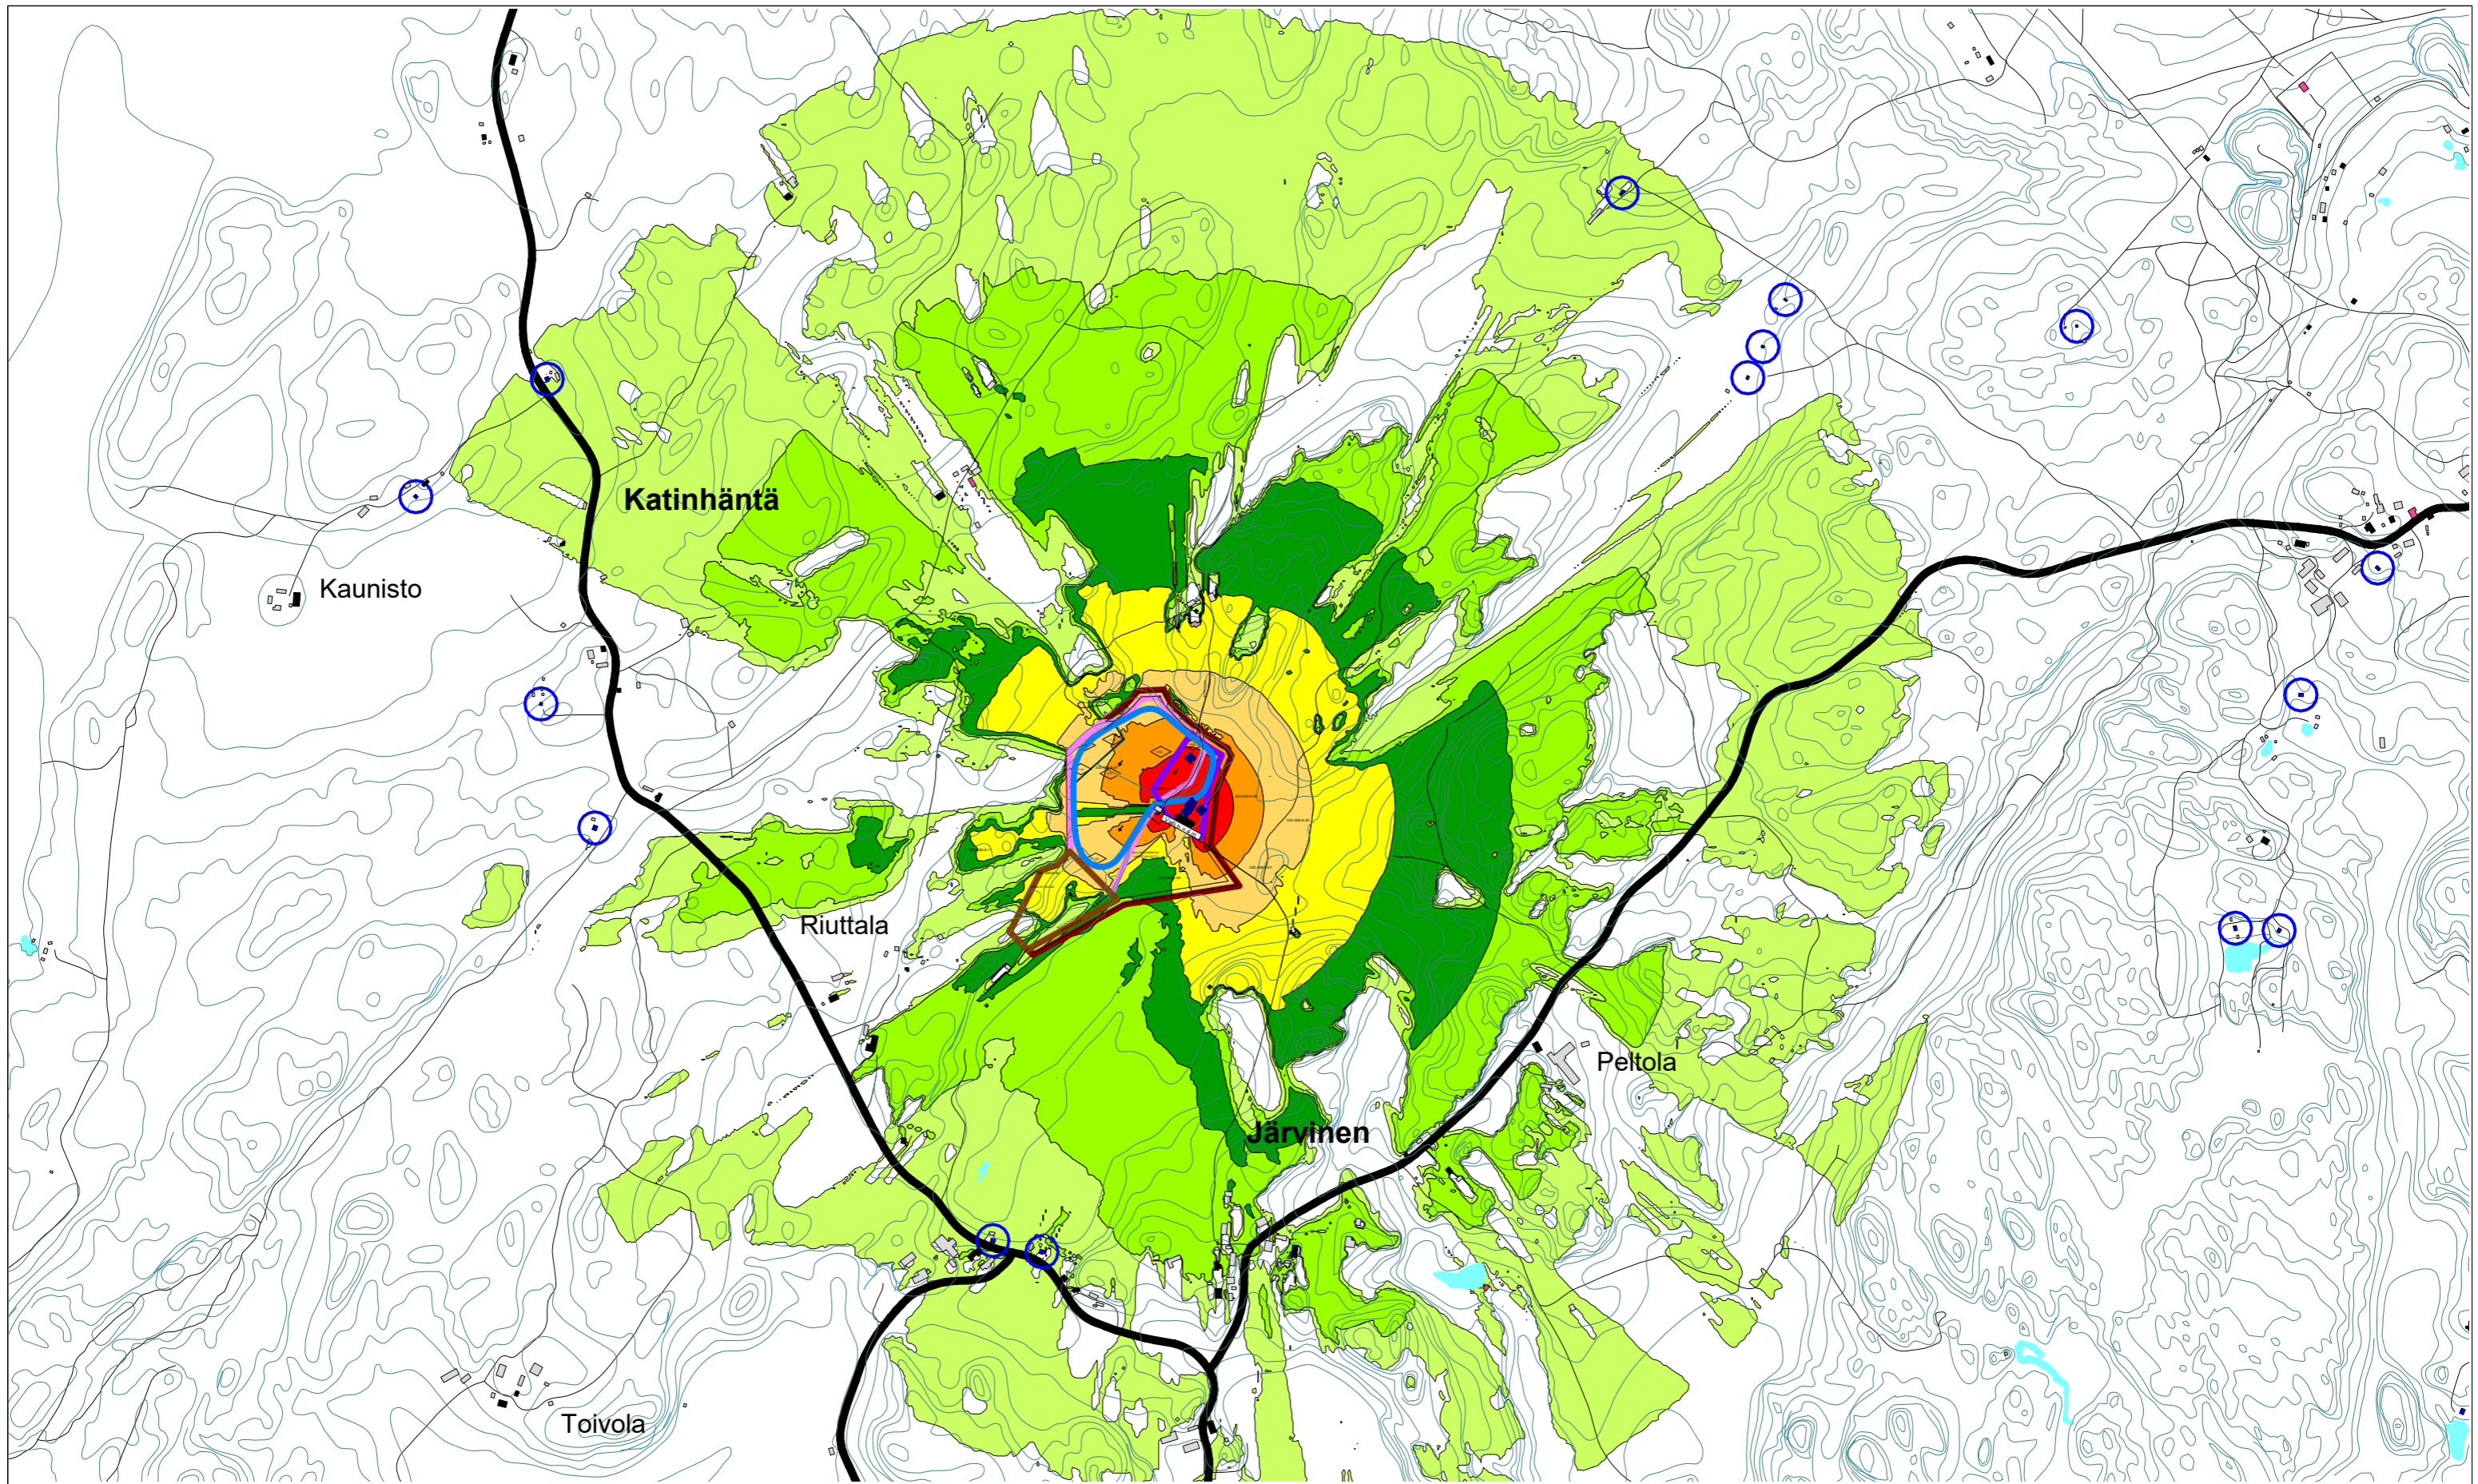 Katinhäntä
Kaunisto
Riuttala
Peltola
Järvinen
Toivola